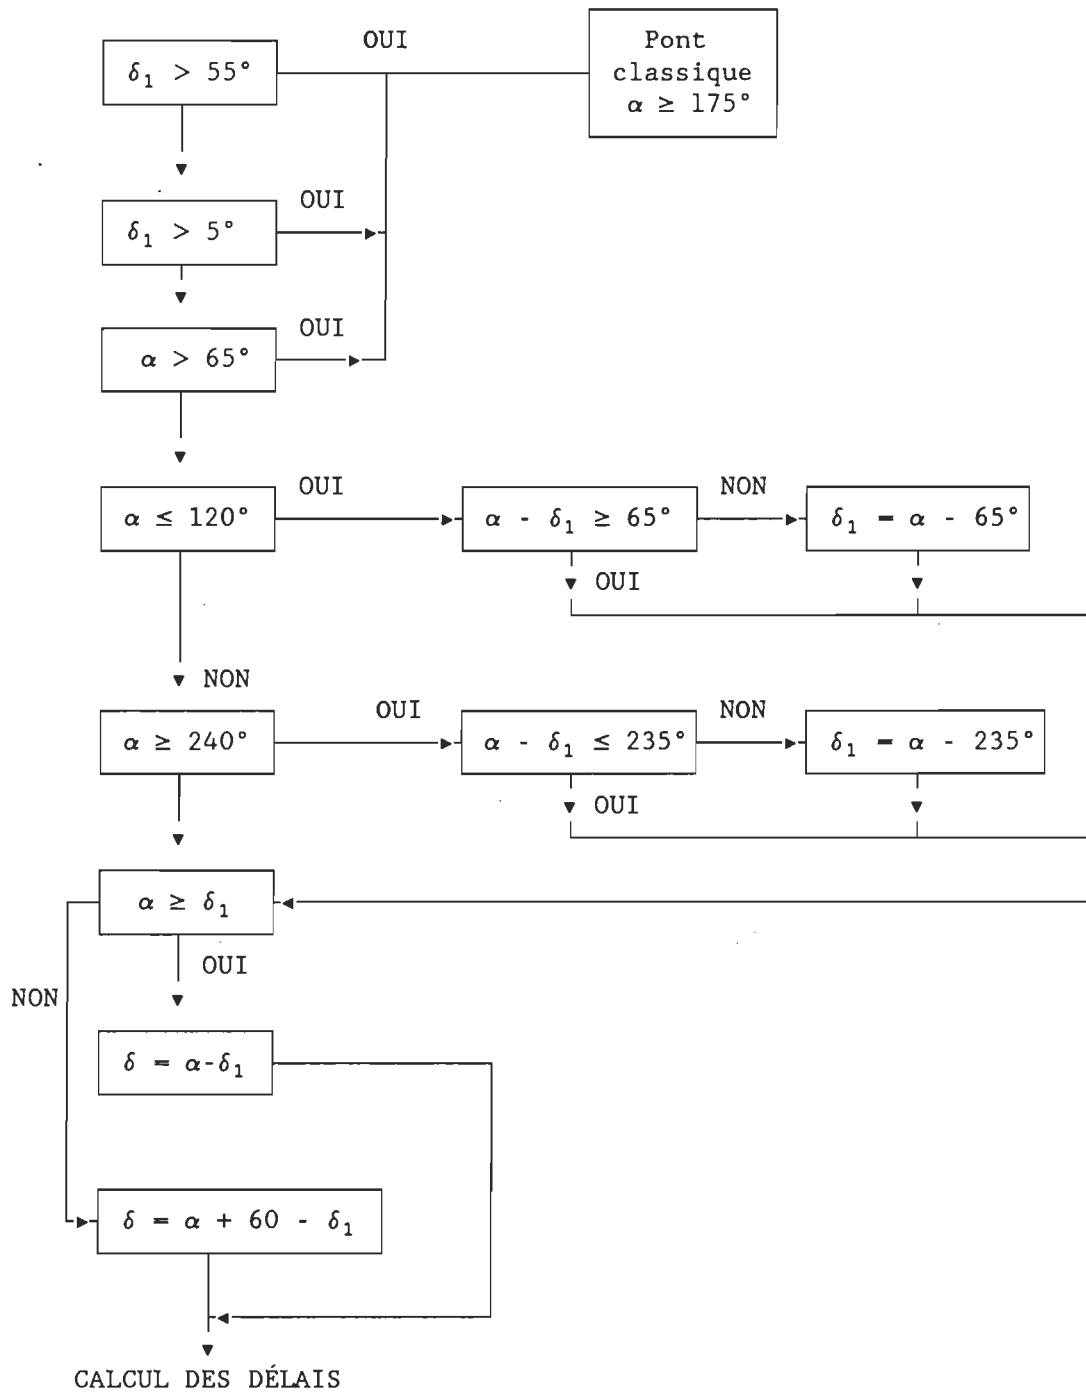 OUI
Pont
classique
α ≥ 175°
δ₁ > 55°
OUI
δ₁ > 5°
OUI
α > 65°
OUI
α ≤ 120°
α - δ₁ ≥ 65°
NON
δ₁ = α - 65°
OUI
NON
OUI
α ≥ 240°
α - δ₁ ≤ 235°
NON
δ₁ = α - 235°
OUI
α ≥ δ₁
OUI
NON
δ = α-δ₁
δ = α + 60 - δ₁
CALCUL DES DÉLAIS